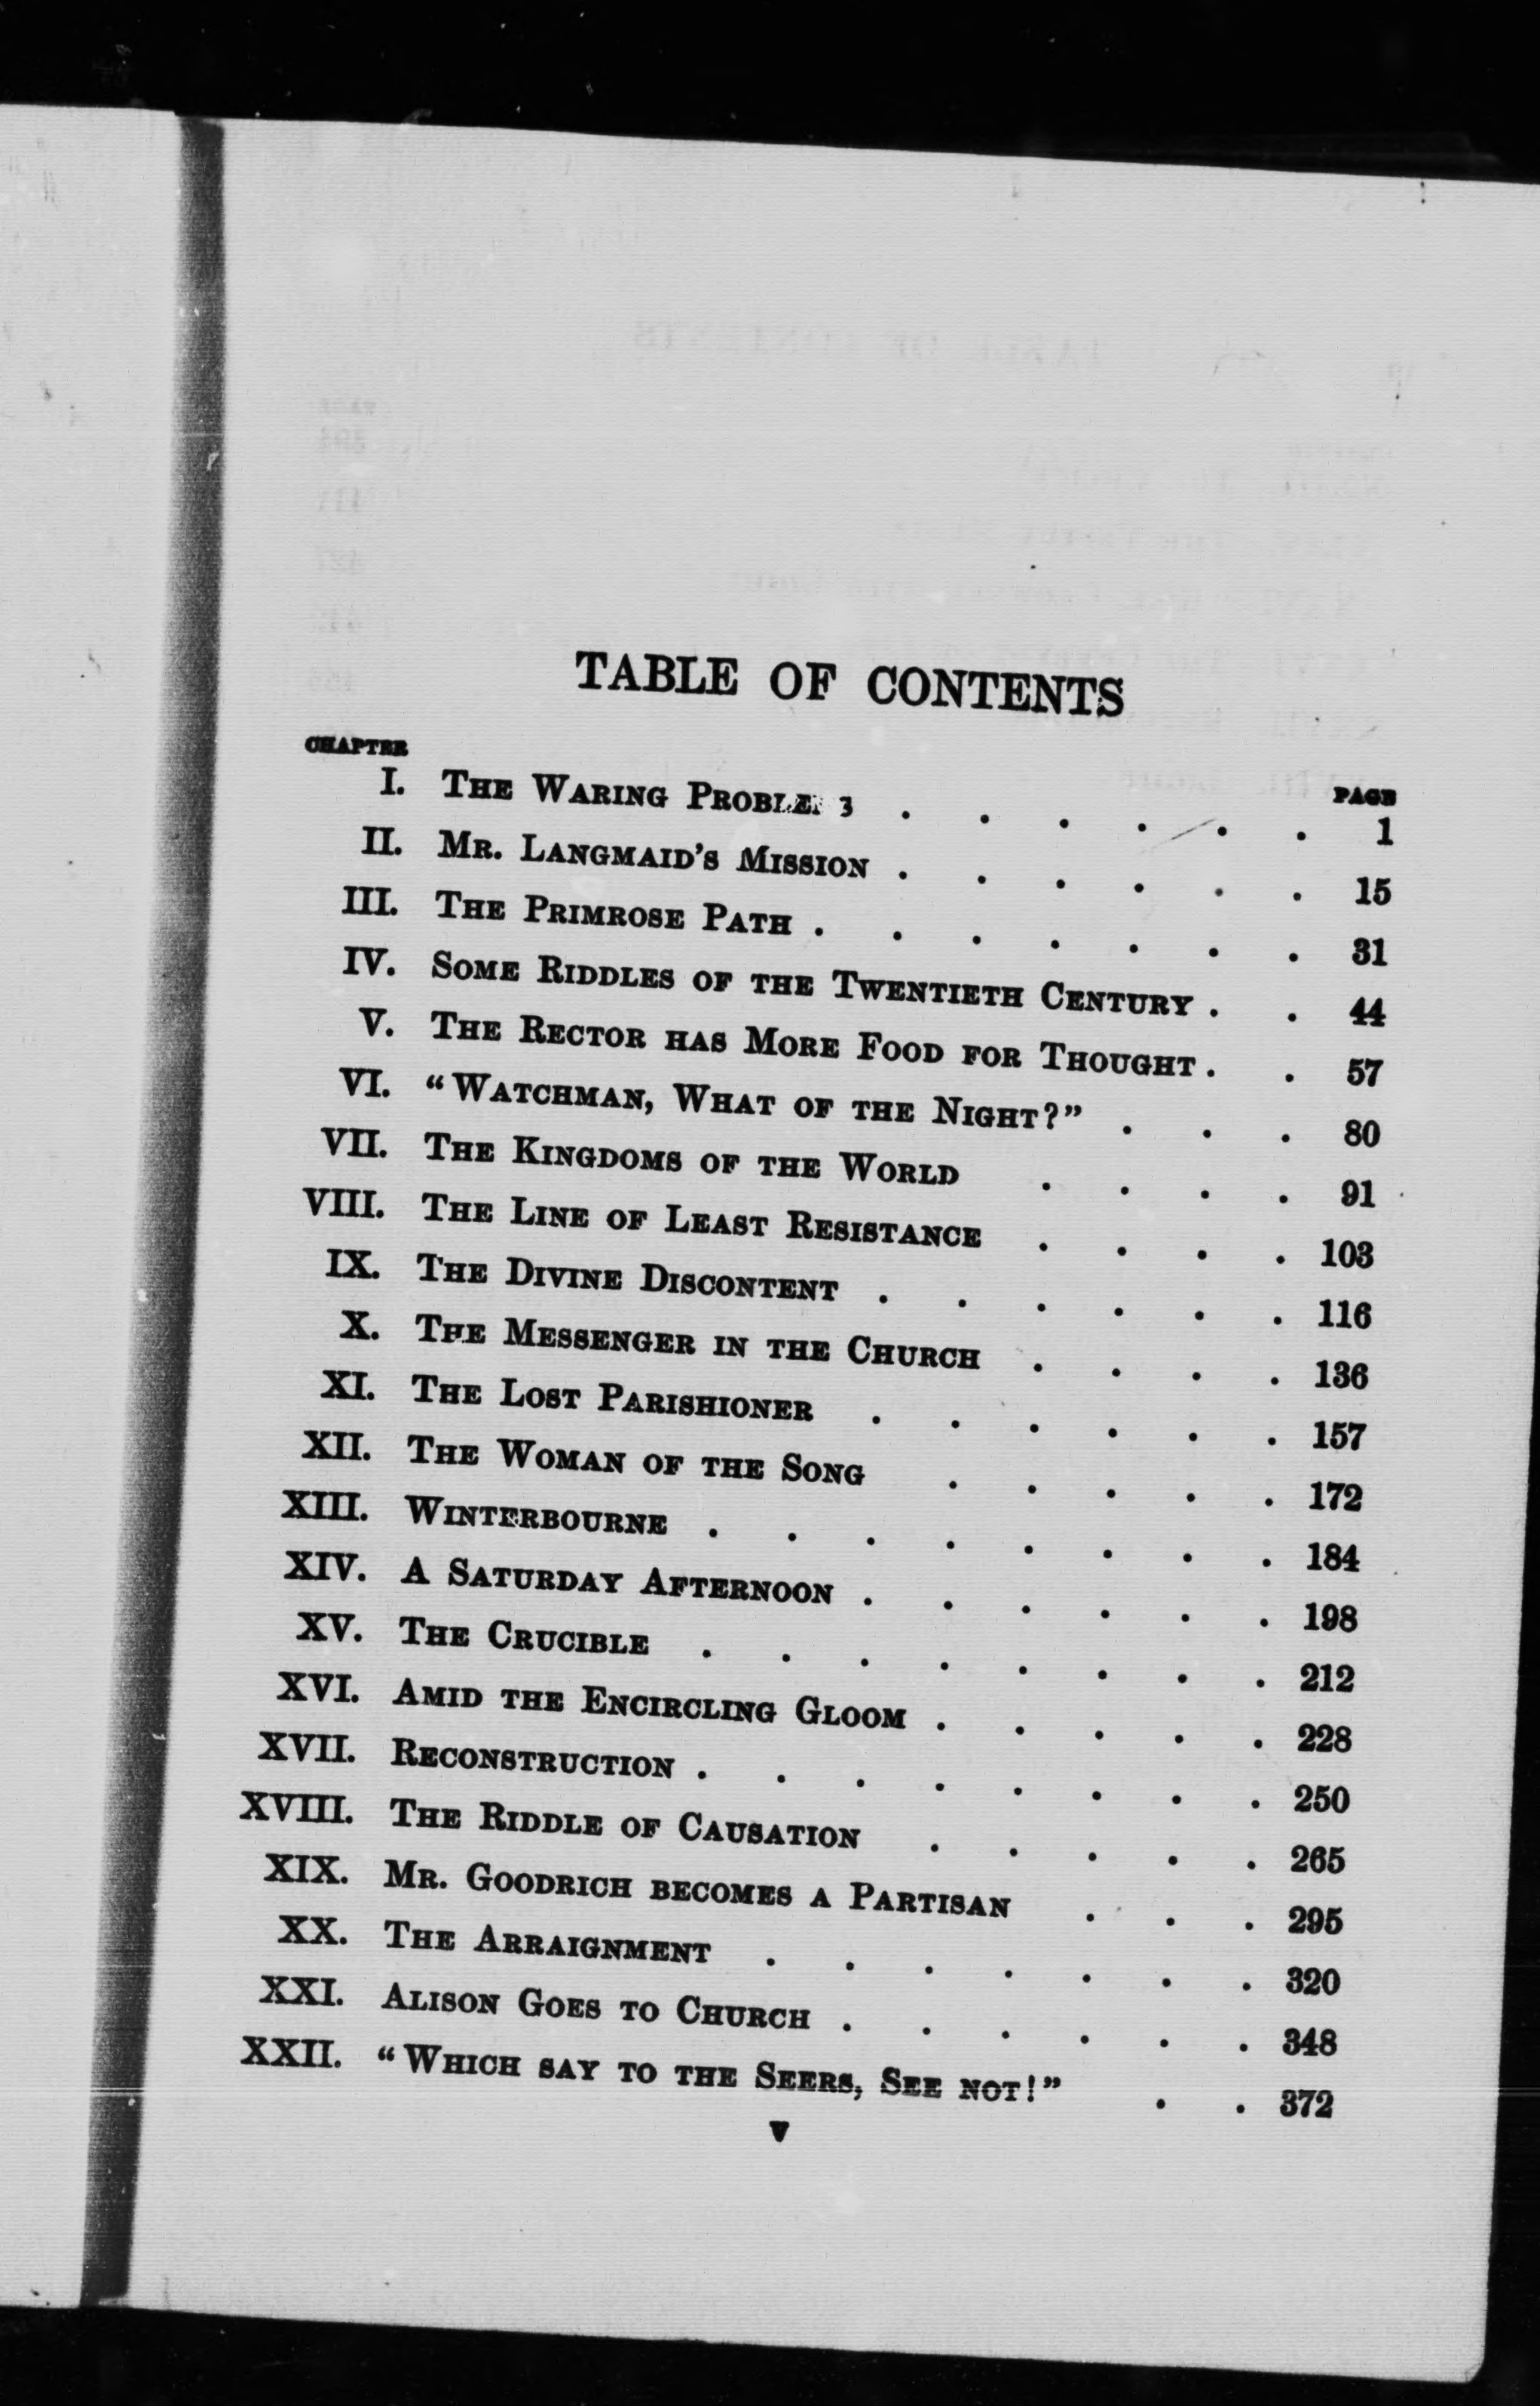 TABLE OF CONTENTS
CHAPTER PAGE
I. THE WARING . . . . . . 1
II. MR. LANGMAID'S MISSION . . . . . . 15
III. THE PRIMROSE PATH . . . . . . . 31
IV. SOME RIDDLES OF THE TWENTIETH CENTURY . . 44
V. THE RECTOR HAS MORE FOOD FOR THOUGHT . . 57
VI. “WATCHMAN, WHAT OF THE NIGHT?” . . . 80
VII. THE KINGDOMS OF THE WORLD . . . . 91
VIII. THE LINE OF LEAST RESISTANCE . . . . 103
IX. THE DIVINE DISCONTENT . . . . . . 116
X. THE MESSENGER IN THE CHURCH . . . . 136
XI. THE LOST PARISHIONER . . . . . . 157
XII. THE WOMAN OF THE SONG . . . . . 172
XIII. WINTERBOURNE . . . . . . . . 184
XIV. A SATURDAY AFTERNOON . . . . . . 198
XV. THE CRUCIBLE . . . . . . . . 212
XVI. AMID THE ENCIRCLING GLOOM . . . . . 228
XVII. RECONSTRUCTION . . . . . . . . 250
XVIII. THE RIDDLE OF CAUSATION . . . . . 265
XIX. MR. GOODRICH BECOMES A PARTISAN . . . 295
XX. THE ARRAIGNMENT . . . . . . . 320
XXI. ALISON GOES TO CHURCH . . . . . . 348
XXII. “WHICH SAY TO THE SEERS, SEE NOT!” . . 372
v